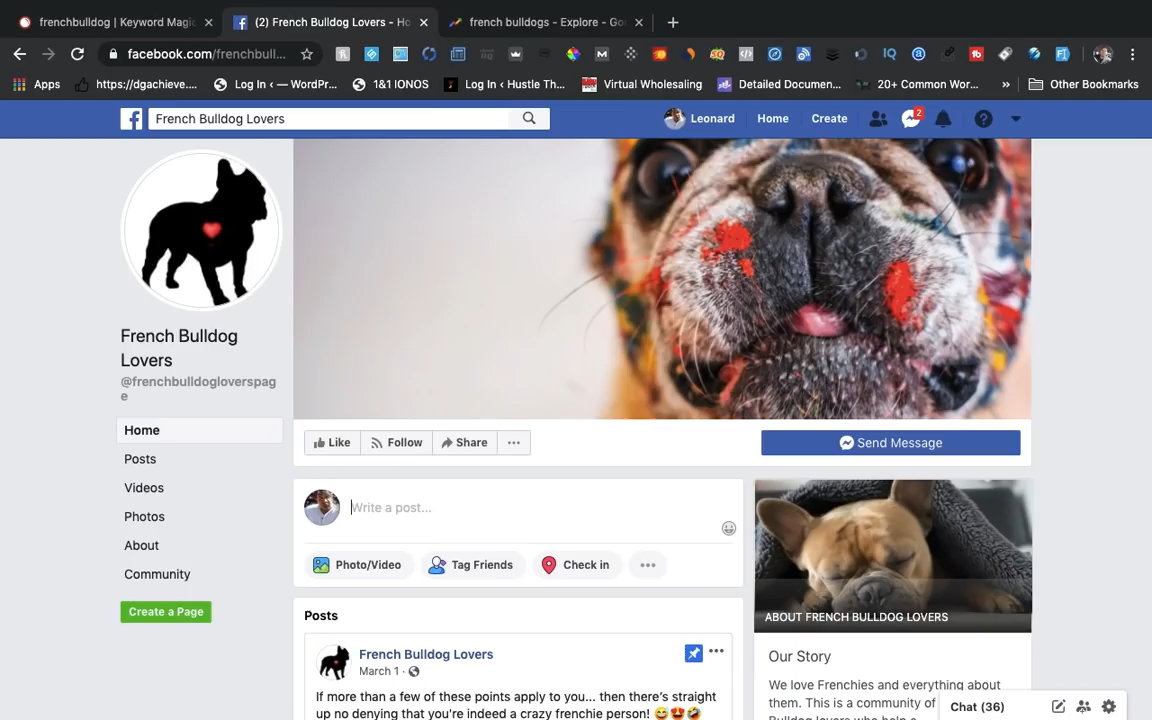 frenchbulldog | Keyword Magic
(2) French Bulldog Lovers - Ho
french bulldogs - Explore - Goo
facebook.com/frenchbull...
Apps
https://dgachieve....
Log In ‹ — WordPr...
1&1 IONOS
Log In ‹ Hustle Th...
Virtual Wholesaling
Detailed Documen...
20+ Common Wor...
»
Other Bookmarks
French Bulldog Lovers
Leonard
Home
Create
2
French Bulldog
Lovers
@frenchbulldogloverspag
e
Home
Posts
Videos
Photos
About
Community
Create a Page
Like
Follow
Share
Send Message
Write a post...
Photo/Video
Tag Friends
Check in
Posts
French Bulldog Lovers
March 1 ·
If more than a few of these points apply to you... then there's straight
up no denying that you're indeed a crazy frenchie person! 😅😍🤣
ABOUT FRENCH BULLDOG LOVERS
Our Story
We love Frenchies and everything about
them. This is a community of
Chat (36)